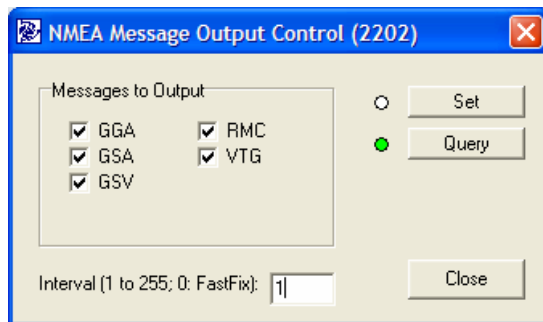 NMEA Message Output Control (2202)
Messages to Output
GGA RMC
GSA VTG
GSV
Set
Query
Interval (1 to 255; 0: FastFix): 1
Close